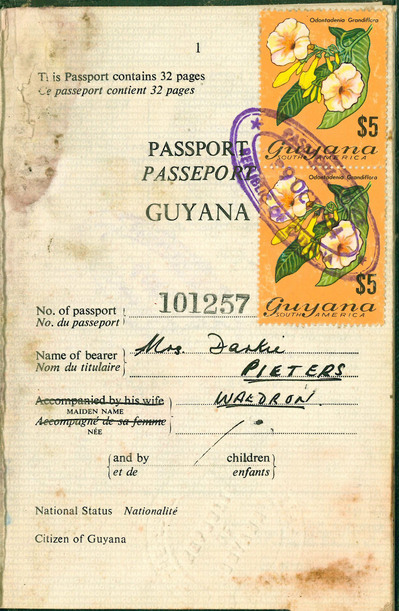 1
Odontadenia Grandiflora
$5
Guyana
SOUTH AMERICA
Odontadenia Grandiflora
$5
Guyana
SOUTH AMERICA
This Passport contains 32 pages
Ce passeport contient 32 pages
PASSPORT
PASSEPORT
GUYANA
No. of passport 101257
No. du passeport
Name of bearer Mrs. Darkie
Nom du titulaire PIETERS
Accompanied by his wife WALDRON
MAIDEN NAME
Accompagné de sa femme
NÉE
and by children
et de enfants
National Status Nationalité
Citizen of Guyana